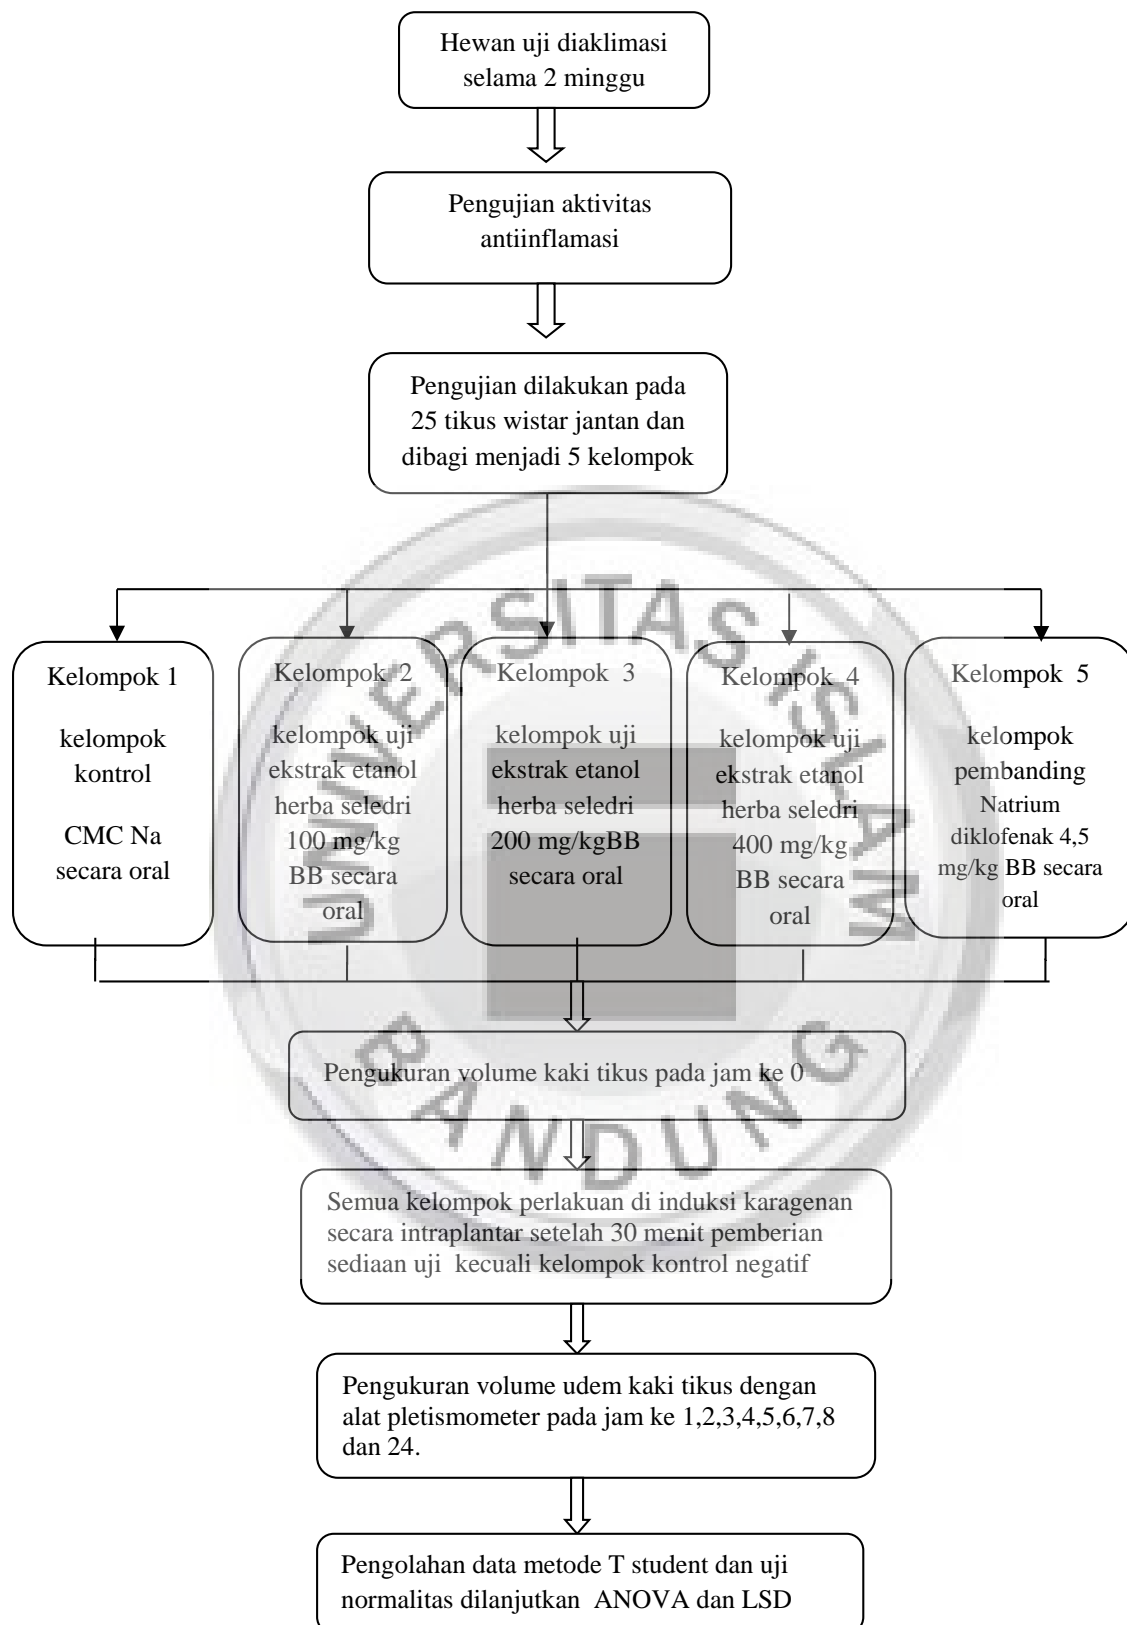 Hewan uji diaklimasi
selama 2 minggu
Pengujian aktivitas
antiinflamasi
Pengujian dilakukan pada
25 tikus wistar jantan dan
dibagi menjadi 5 kelompok
Kelompok 1
kelompok
kontrol
CMC Na
secara oral
Kelompok 2
kelompok uji
ekstrak etanol
herba seledri
100 mg/kg
BB secara
oral
Kelompok 3
kelompok uji
ekstrak etanol
herba seledri
200 mg/kgBB
secara oral
Kelompok 4
kelompok uji
ekstrak etanol
herba seledri
400 mg/kg
BB secara
oral
Kelompok 5
kelompok
pembanding
Natrium
diklofenak 4,5
mg/kg BB secara
oral
Pengukuran volume kaki tikus pada jam ke 0
Semua kelompok perlakuan di induksi karagenan
secara intraplantar setelah 30 menit pemberian
sediaan uji kecuali kelompok kontrol negatif
Pengukuran volume udem kaki tikus dengan
alat pletismometer pada jam ke 1,2,3,4,5,6,7,8
dan 24.
Pengolahan data metode T student dan uji
normalitas dilanjutkan ANOVA dan LSD
UNIVERSITAS ISLAM
BANDUNG